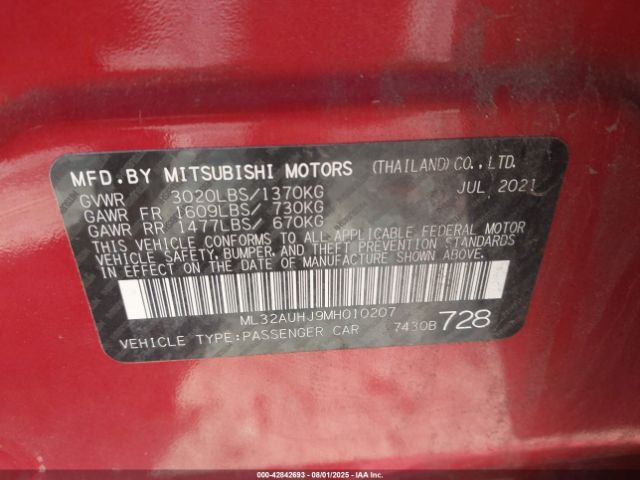 MFD.BY MITSUBISHI MOTORS (THAILAND) CO., LTD.
GVWR 3020LBS/1370KG JUL, 2021
GAWR FR 1609LBS/ 730KG
GAWR RR 1477LBS/ 670KG
THIS VEHICLE CONFORMS TO ALL APPLICABLE FEDERAL MOTOR
VEHICLE SAFETY, BUMPER, AND THEFT PREVENTION STANDARDS
IN EFFECT ON THE DATE OF MANUFACTURE SHOWN ABOVE.
ML32AUHJ9MH010207
VEHICLE TYPE:PASSENGER CAR 7430B 728
000-42842693 - 08/01/2025 - IAAI.COM